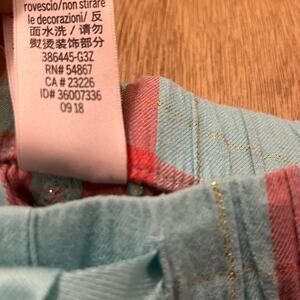 rovescio/non stirare
le decorazioni/ 反
面水洗 / 请勿
熨烫装饰部分
386445-G3Z
RN# 54867
CA # 23226
ID# 36007336
09 18